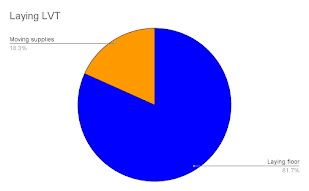 Laying LVT
Moving supplies
18.3%
Laying floor
81.7%